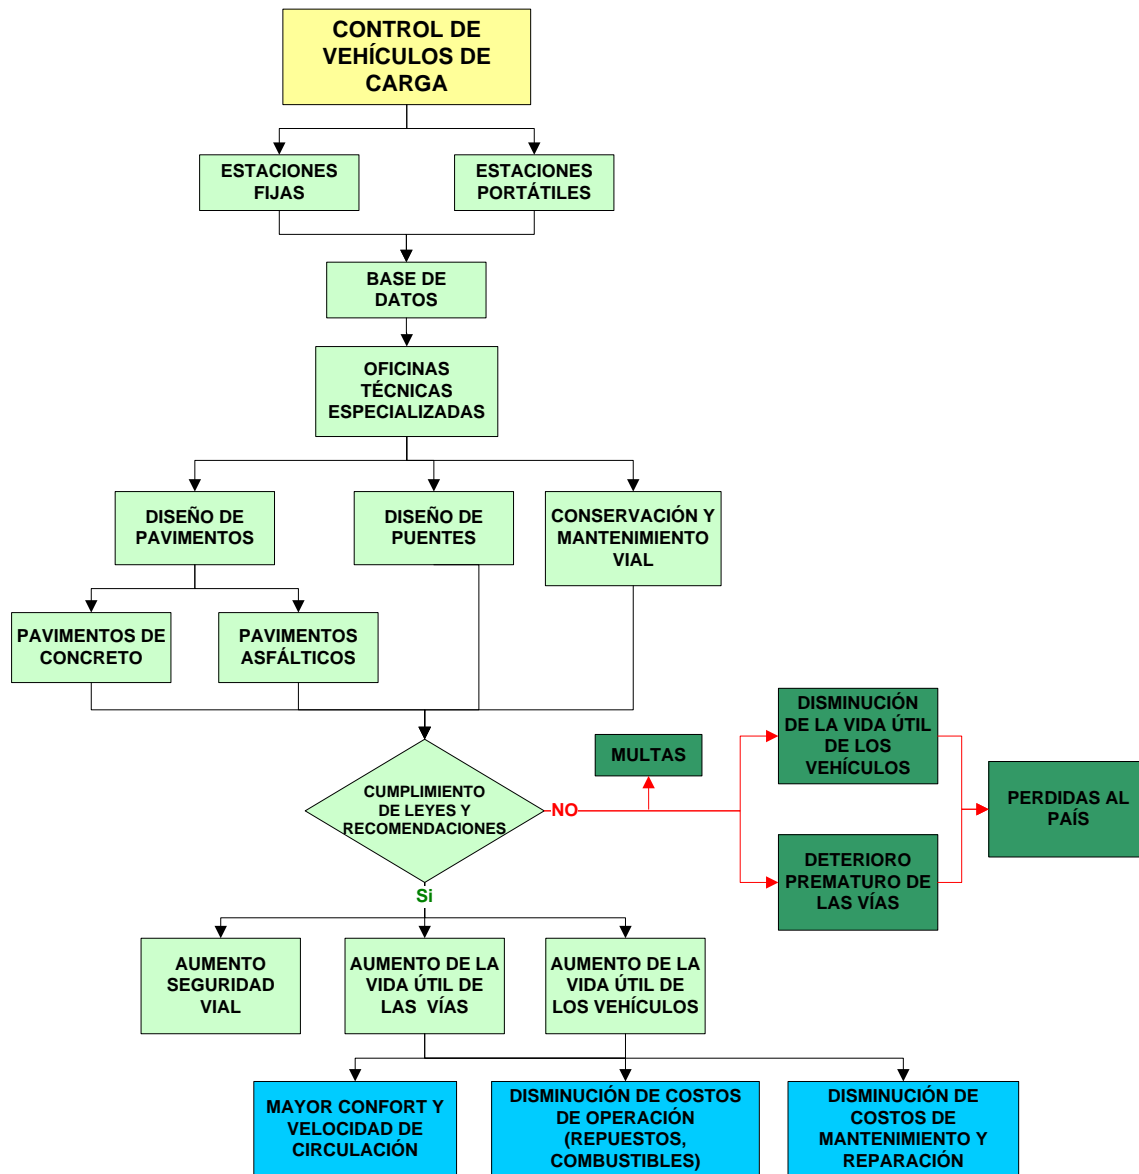 CONTROL DE
VEHÍCULOS DE
CARGA
ESTACIONES
FIJAS
ESTACIONES
PORTÁTILES
BASE DE
DATOS
OFICINAS
TÉCNICAS
ESPECIALIZADAS
DISEÑO DE
PAVIMENTOS
DISEÑO DE
PUENTES
CONSERVACIÓN Y
MANTENIMIENTO
VIAL
PAVIMENTOS DE
CONCRETO
PAVIMENTOS
ASFÁLTICOS
CUMPLIMIENTO
DE LEYES Y
RECOMENDACIONES
NO
MULTAS
DISMINUCIÓN
DE LA VIDA ÚTIL
DE LOS
VEHÍCULOS
DETERIORO
PREMATURO DE
LAS VÍAS
PERDIDAS AL
PAÍS
Si
AUMENTO
SEGURIDAD
VIAL
AUMENTO DE LA
VIDA ÚTIL DE
LAS VÍAS
AUMENTO DE LA
VIDA ÚTIL DE
LOS VEHÍCULOS
MAYOR CONFORT Y
VELOCIDAD DE
CIRCULACIÓN
DISMINUCIÓN DE COSTOS
DE OPERACIÓN
(REPUESTOS,
COMBUSTIBLES)
DISMINUCIÓN DE
COSTOS DE
MANTENIMIENTO Y
REPARACIÓN